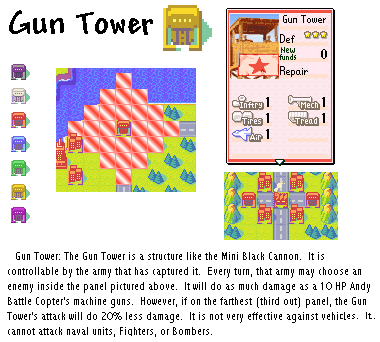 Gun Tower
Gun Tower
Def
New
funds
0
Repair
Inftry 1
Mech 1
Tires 1
Tread 1
Air 1
Gun Tower: The Gun Tower is a structure like the Mini Black Cannon. It is
controllable by the army that has captured it. Every turn, that army may choose an
enemy inside the panel pictured above. It will do as much damage as a 10 HP Andy
Battle Copter's machine guns. However, if on the farthest (third out) panel, the Gun
Tower's attack will do 20% less damage. It is not very effective against vehicles. It
cannot attack naval units, Fighters, or Bombers.